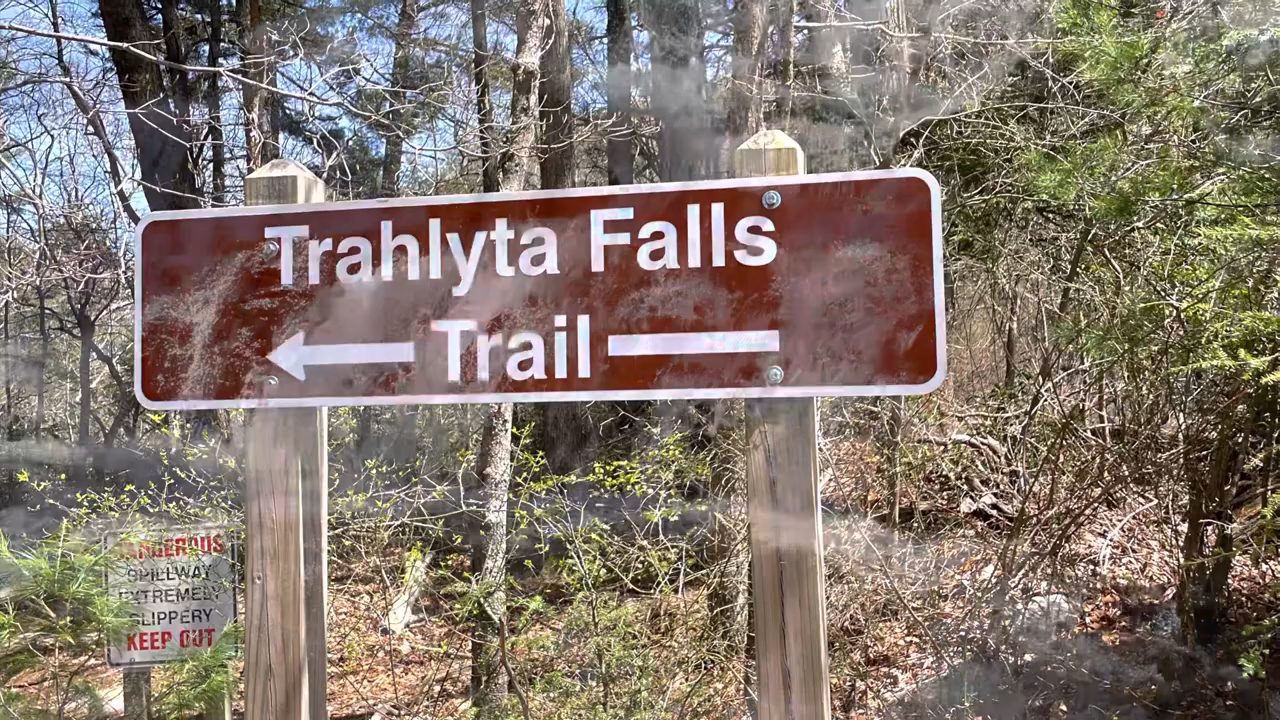 Trahlyta Falls
Trail
DANGEROUS
SPILLWAY
EXTREMELY
SLIPPERY
KEEP OUT